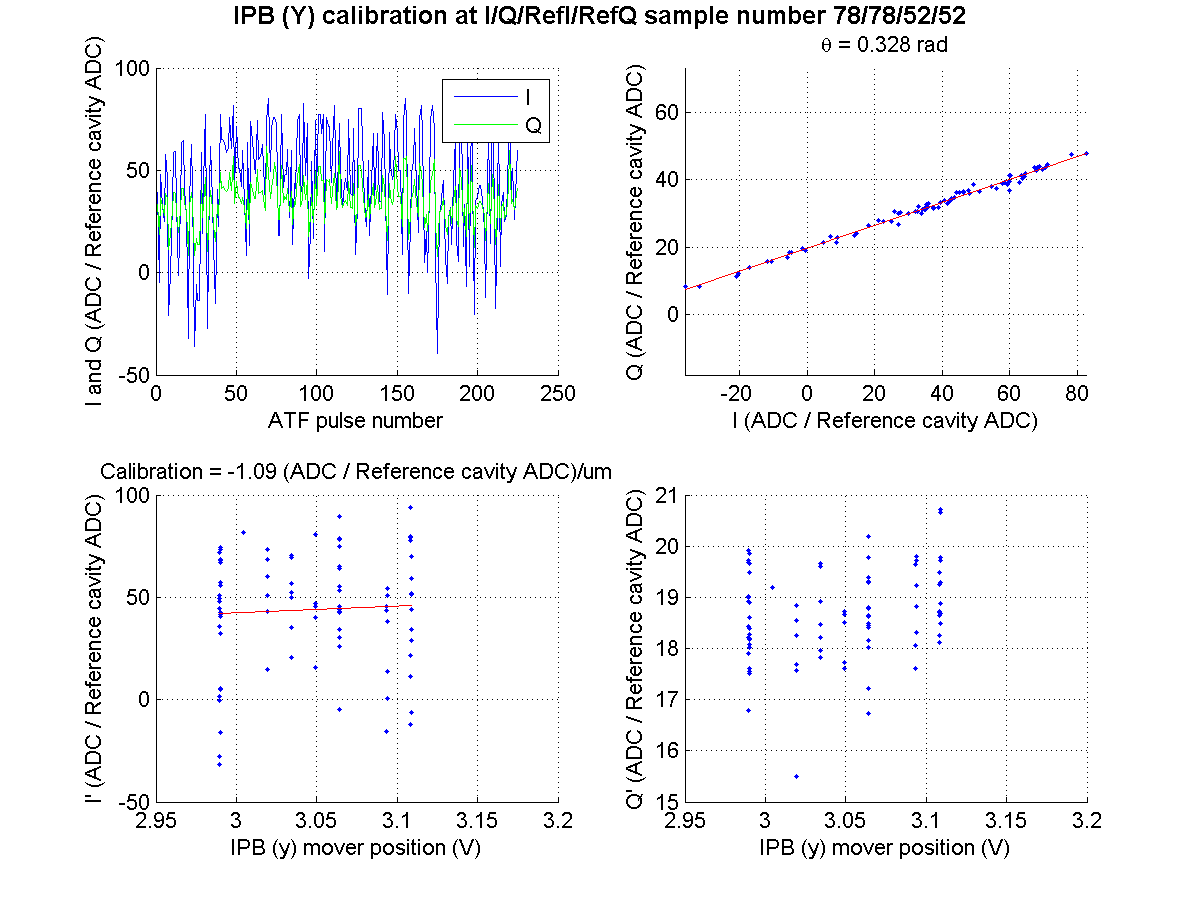 IPB (Y) calibration at I/Q/RefI/RefQ sample number 78/78/52/52
I and Q (ADC / Reference cavity ADC)
100
50
0
-50
0 50 100 150 200 250
ATF pulse number
I
Q
θ = 0.328 rad
Q (ADC / Reference cavity ADC)
60
40
20
0
-20 0 20 40 60 80
I (ADC / Reference cavity ADC)
Calibration = -1.09 (ADC / Reference cavity ADC)/um
I' (ADC / Reference cavity ADC)
100
50
0
-50
2.95 3 3.05 3.1 3.15 3.2
IPB (y) mover position (V)
Q' (ADC / Reference cavity ADC)
21
20
19
18
17
16
15
2.95 3 3.05 3.1 3.15 3.2
IPB (y) mover position (V)